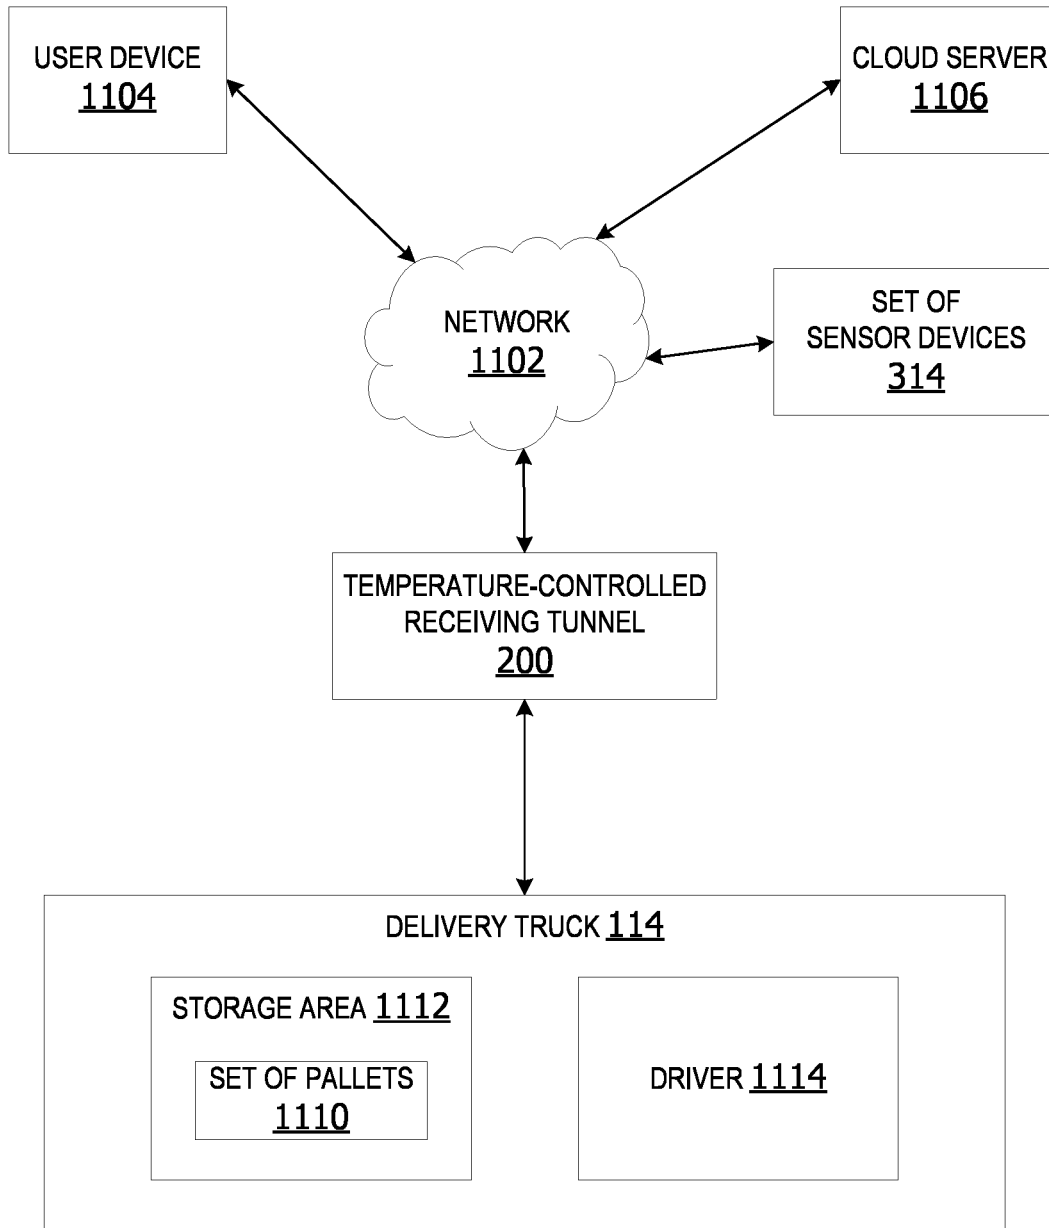 USER DEVICE
1104
CLOUD SERVER
1106
SET OF
SENSOR DEVICES
314
NETWORK
1102
TEMPERATURE-CONTROLLED
RECEIVING TUNNEL
200
DELIVERY TRUCK 114
STORAGE AREA 1112
SET OF PALLETS
1110
DRIVER 1114